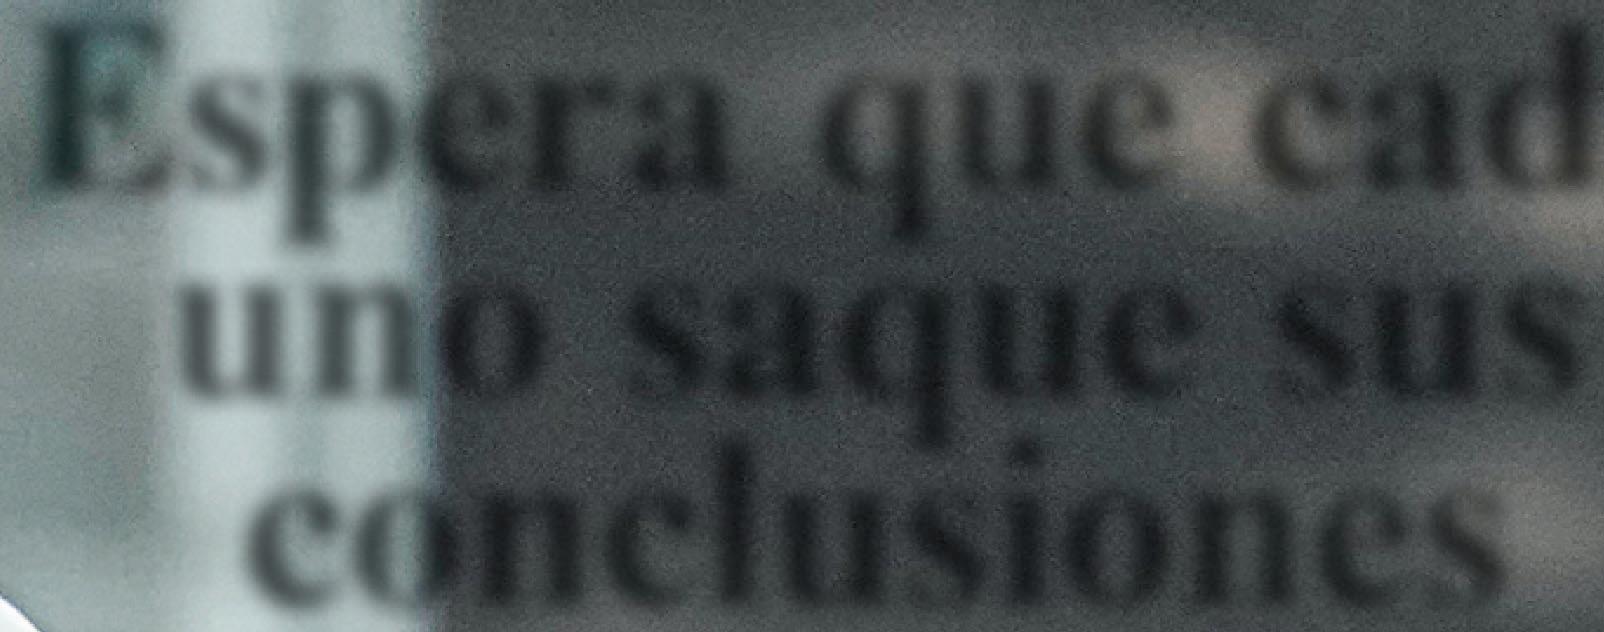 Espera que cad
uno saque sus
conclusiones